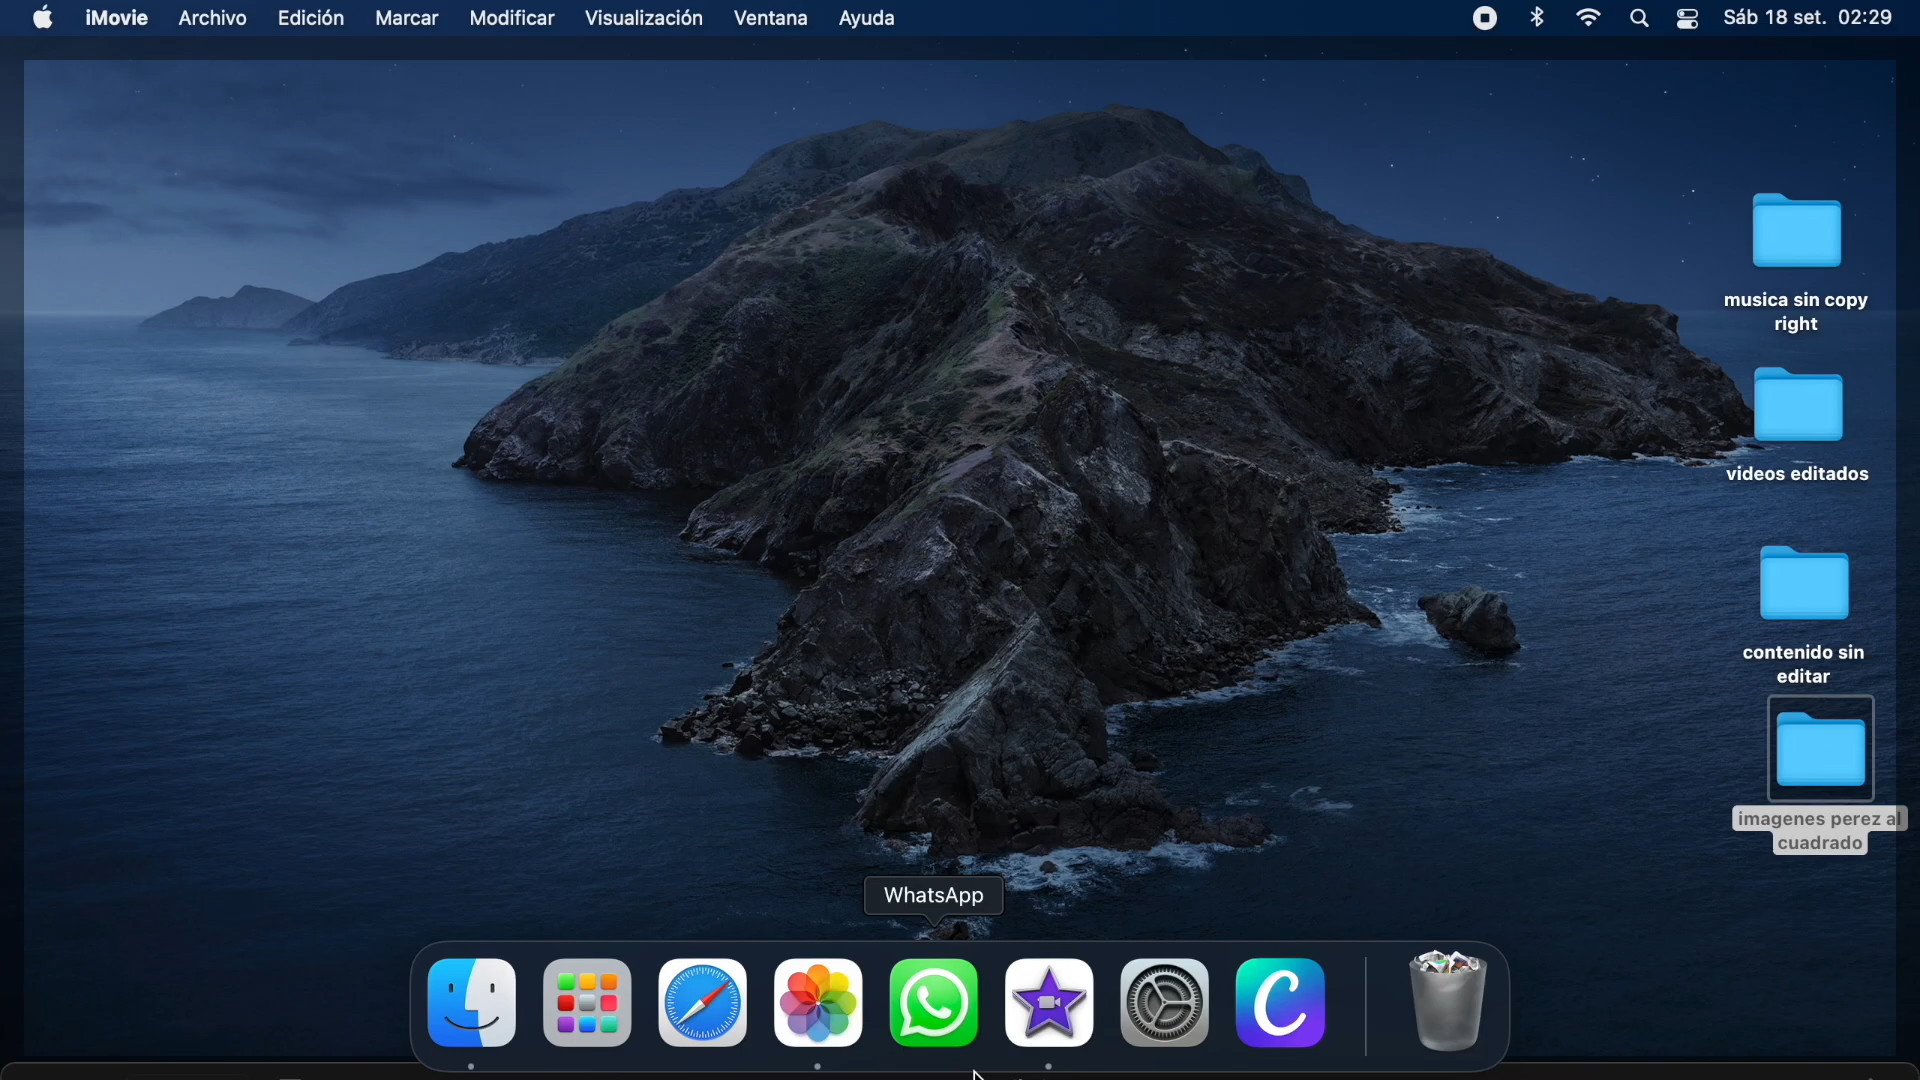 iMovie Archivo Edición Marcar Modificar Visualización Ventana Ayuda Sáb 18 set. 02:29
musica sin copy
right
videos editados
contenido sin
editar
imagenes perez al
cuadrado
WhatsApp